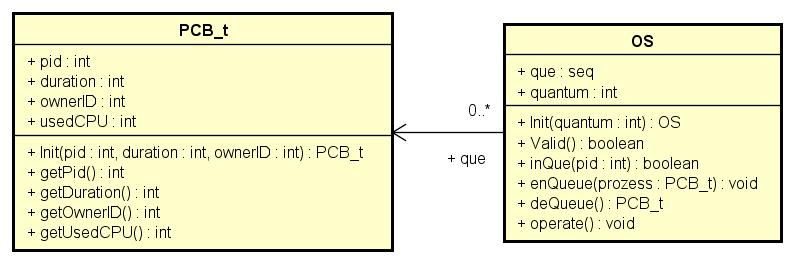 PCB_t
+ pid : int
+ duration : int
+ ownerID : int
+ usedCPU : int
+ Init(pid : int, duration : int, ownerID : int) : PCB_t
+ getPid() : int
+ getDuration() : int
+ getOwnerID() : int
+ getUsedCPU() : int
0..*
+ que
OS
+ que : seq
+ quantum : int
+ Init(quantum : int) : OS
+ Valid() : boolean
+ inQue(pid : int) : boolean
+ enQueue(prozess : PCB_t) : void
+ deQueue() : PCB_t
+ operate() : void